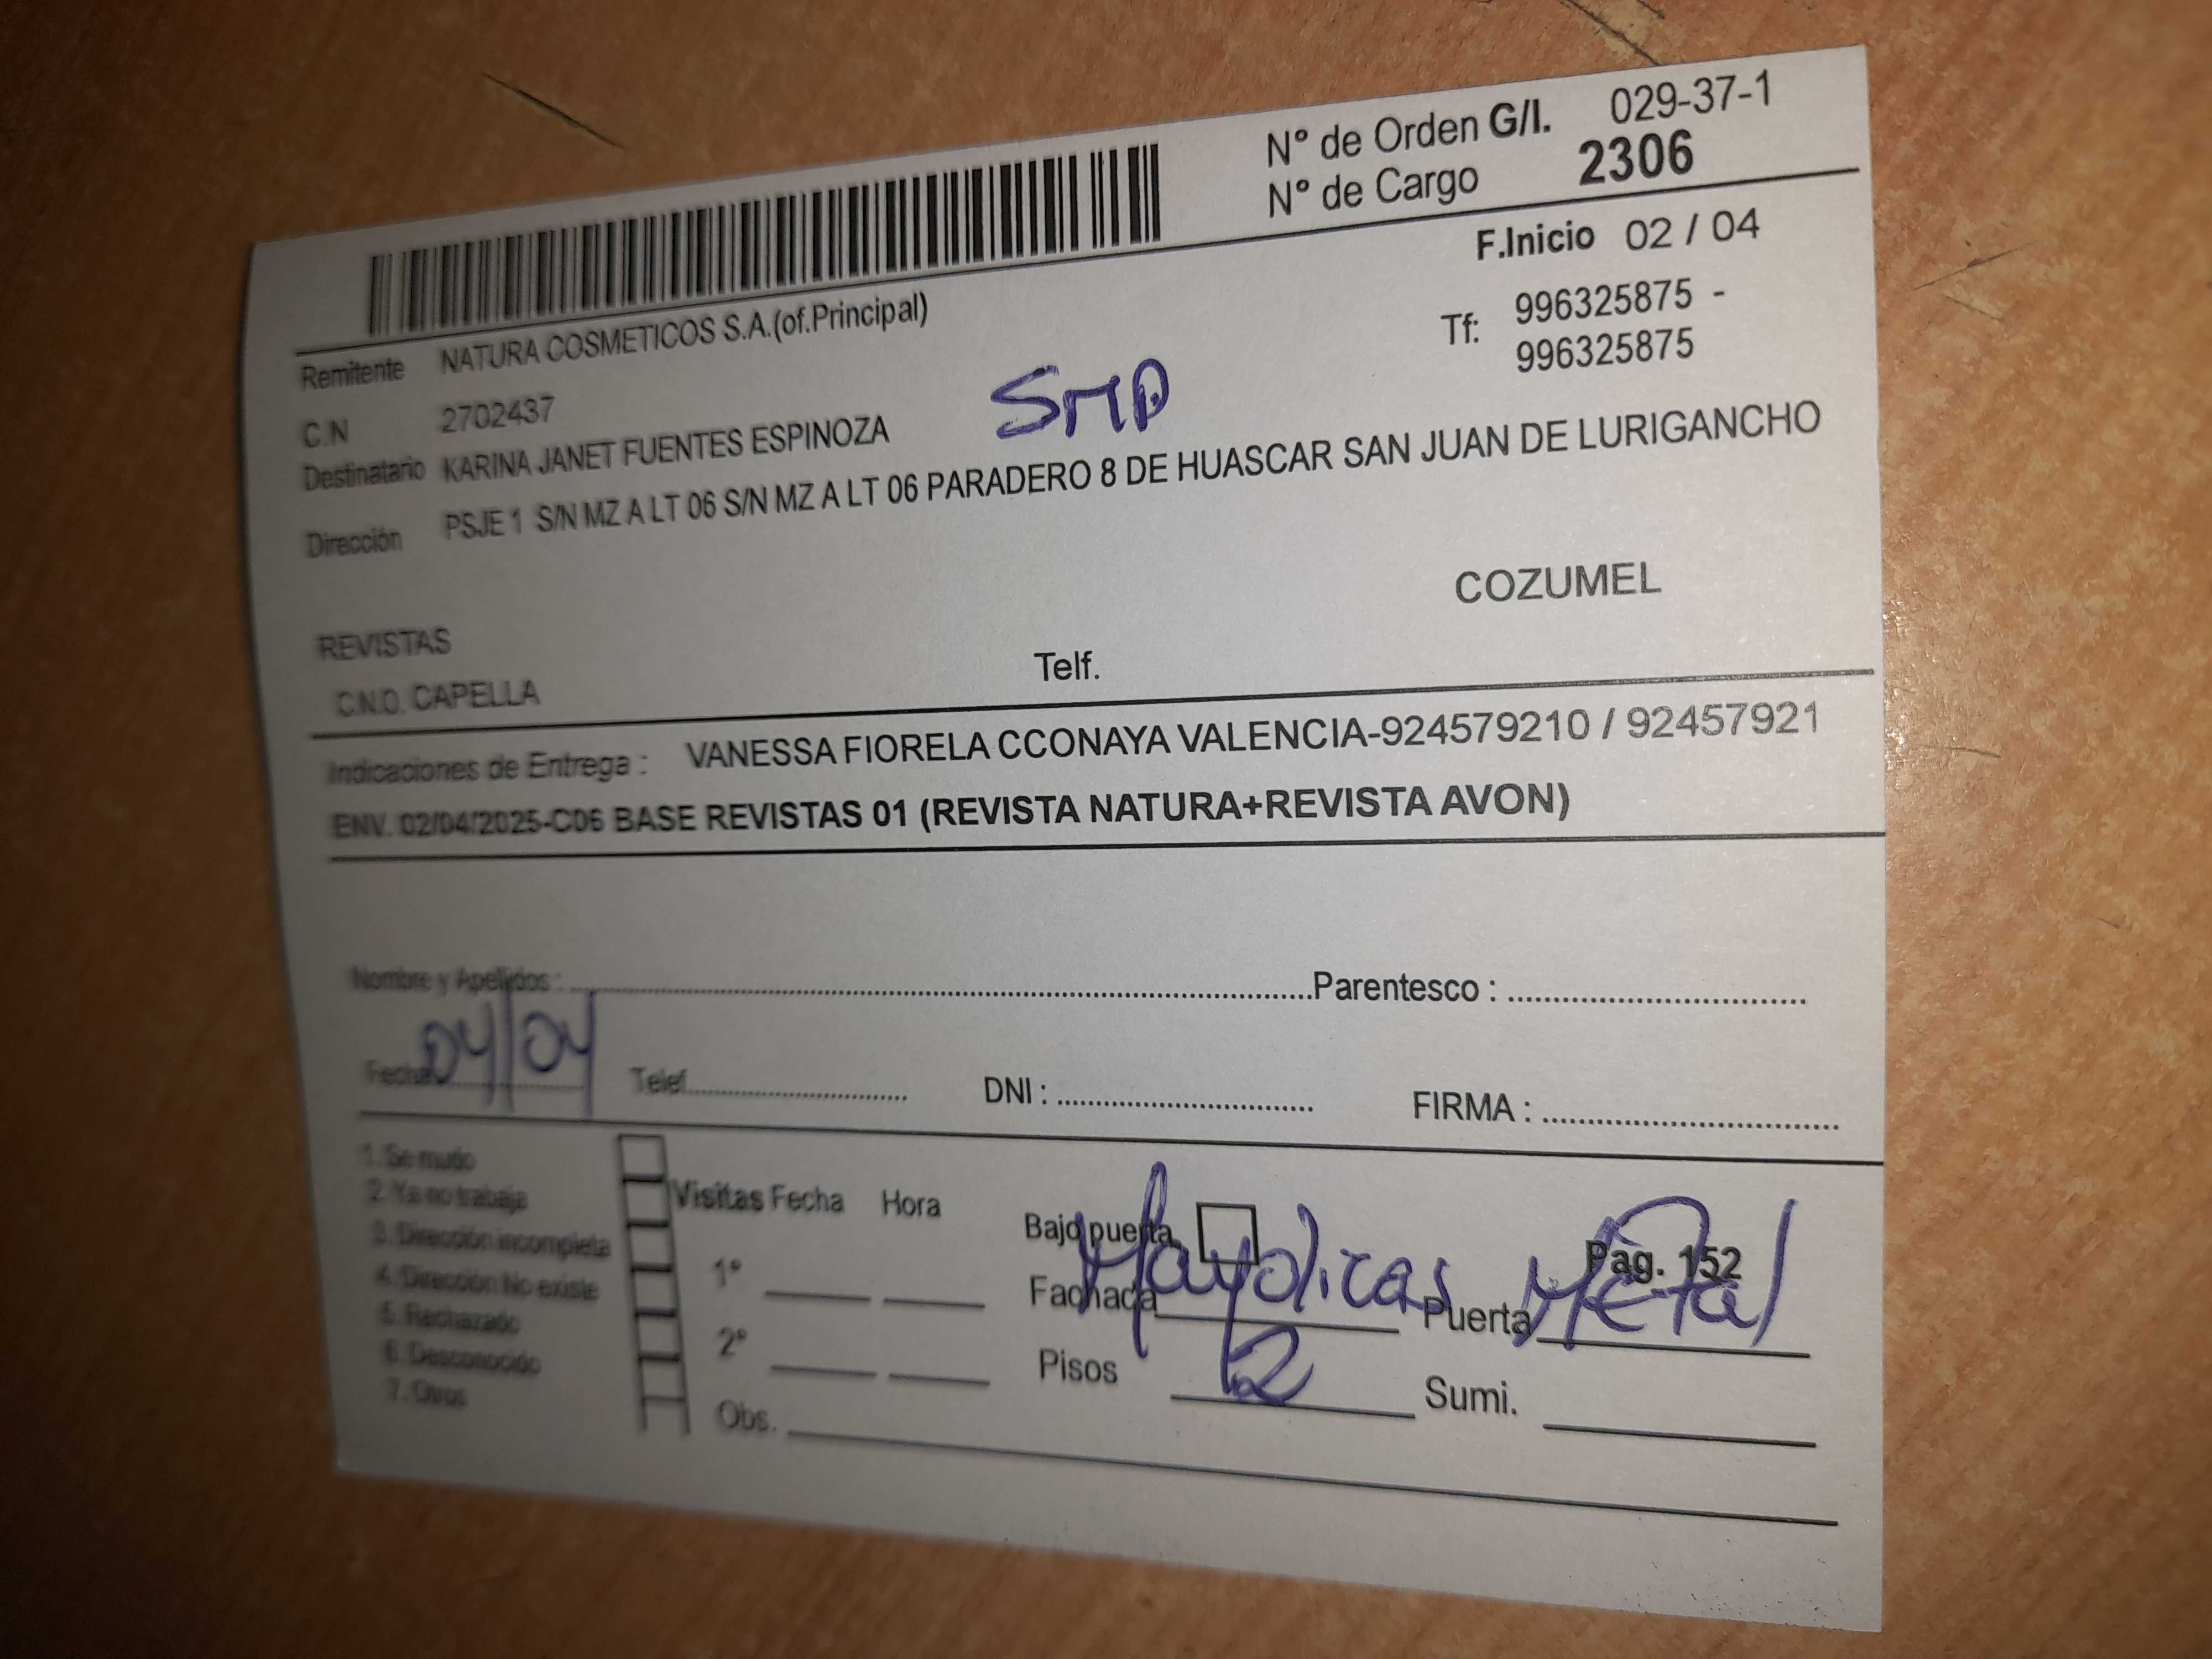 Nº de Orden G/I. 029-37-1
Nº de Cargo 2306
F.Inicio 02 / 04
Remitente NATURA COSMETICOS S.A.(of.Principal)
Tf: 996325875 -
996325875
C.N 2702437
SMP
Destinatario KARINA JANET FUENTES ESPINOZA
Dirección PSJE 1 S/N MZ A LT 06 S/N MZ A LT 06 PARADERO 8 DE HUASCAR SAN JUAN DE LURIGANCHO
COZUMEL
REVISTAS
C.N.O. CAPELLA Telf.
Indicaciones de Entrega : VANESSA FIORELA CCONAYA VALENCIA-924579210 / 92457921
ENV. 02/04/2025-C06 BASE REVISTAS 01 (REVISTA NATURA+REVISTA AVON)
Nombre y Apellidos : Parentesco :
Fecha 04/04 Telef. DNI : FIRMA :
1. Se mudo
2. Ya no trabaja
3. Dirección incompleta
4. Dirección No existe
5. Rechazado
6. Desconocido
7. Otros
Visitas Fecha Hora
1º
2º
Obs.
Bajo puerta
Pag. 152
Fachada Mayolicas Puerta Metal
Pisos 2 Sumi.